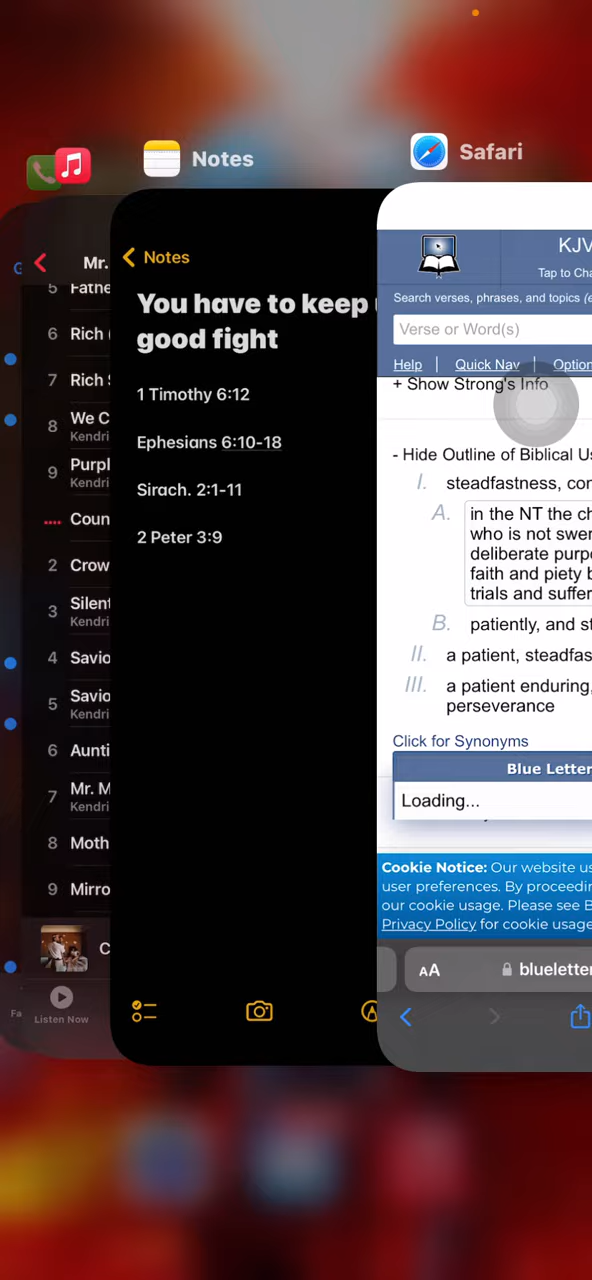 Notes
Safari
Mr.
5 Fathe
6 Rich
7 Rich
8 We C
Kendri
9 Purpl
Kendri
Coun
2 Crow
3 Silent
Kendri
4 Savio
5 Savio
Kendri
6 Aunti
7 Mr. M
Kendri
8 Moth
9 Mirro
C
Listen Now
Fa
G
Notes
You have to keep
good fight
1 Timothy 6:12
Ephesians 6:10-18
Sirach. 2:1-11
2 Peter 3:9
KJV
Tap to Cha
Search verses, phrases, and topics (e
Verse or Word(s)
Help | Quick Nav | Option
+ Show Strong's Info
- Hide Outline of Biblical Us
I. steadfastness, con
A. in the NT the ch
who is not swer
deliberate purpo
faith and piety b
trials and suffer
B. patiently, and st
II. a patient, steadfas
III. a patient enduring,
perseverance
Click for Synonyms
Blue Letter
Loading...
Cookie Notice: Our website us
user preferences. By proceedin
our cookie usage. Please see B
Privacy Policy for cookie usage
AA blueletter